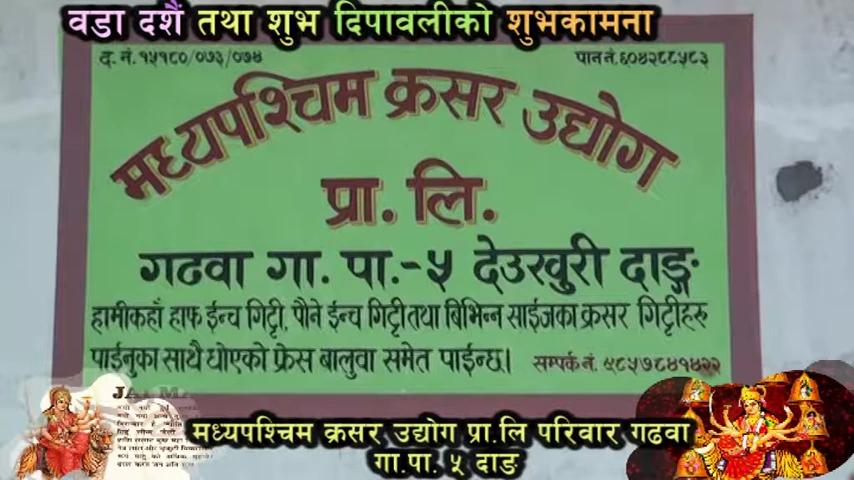 वडा दशैं तथा शुभ दिपावलीको शुभकामना
द. नं. १५१८०/०७३/०७४ पान नं. ६०४२८८५८३
मध्यपश्चिम क्रसर उद्योग
प्रा. लि.
गढवा गा. पा.-५ देउखुरी दाङ्ग
हामीकहाँ हाफ ईन्च गिट्टी, पौने ईन्च गिट्टी तथा बिभिन्न साईजका क्रसर गिट्टीहरु
पाईनुका साथै धोएको फ्रेस बालुवा समेत पाईन्छ। सम्पर्क नं. ९८५७८४१४२२
मध्यपश्चिम क्रसर उद्योग प्रा.लि परिवार गढवा
गा.पा. ५ दाङ